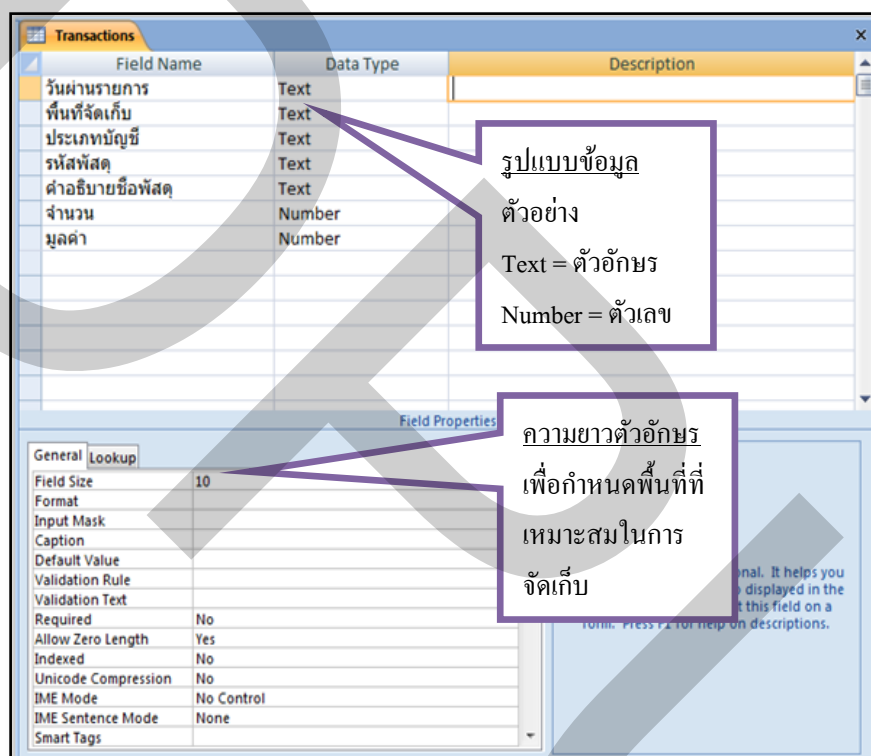 Transactions
Field Name Data Type Description
วันผ่านรายการ Text
พื้นที่จัดเก็บ Text
ประเภทบัญชี Text
รหัสพัสดุ Text
คำอธิบายชื่อพัสดุ Text
จำนวน Number
มูลค่า Number
รูปแบบข้อมูล
ตัวอย่าง
Text = ตัวอักษร
Number = ตัวเลข
Field Properties
General Lookup
Field Size 10
Format
Input Mask
Caption
Default Value
Validation Rule
Validation Text
Required No
Allow Zero Length Yes
Indexed No
Unicode Compression No
IME Mode No Control
IME Sentence Mode None
Smart Tags
ความยาวตัวอักษร
เพื่อกำหนดพื้นที่ที่
เหมาะสมในการ
จัดเก็บ
It helps you
displayed in the
this field on a
form. Press F1 for help on descriptions.